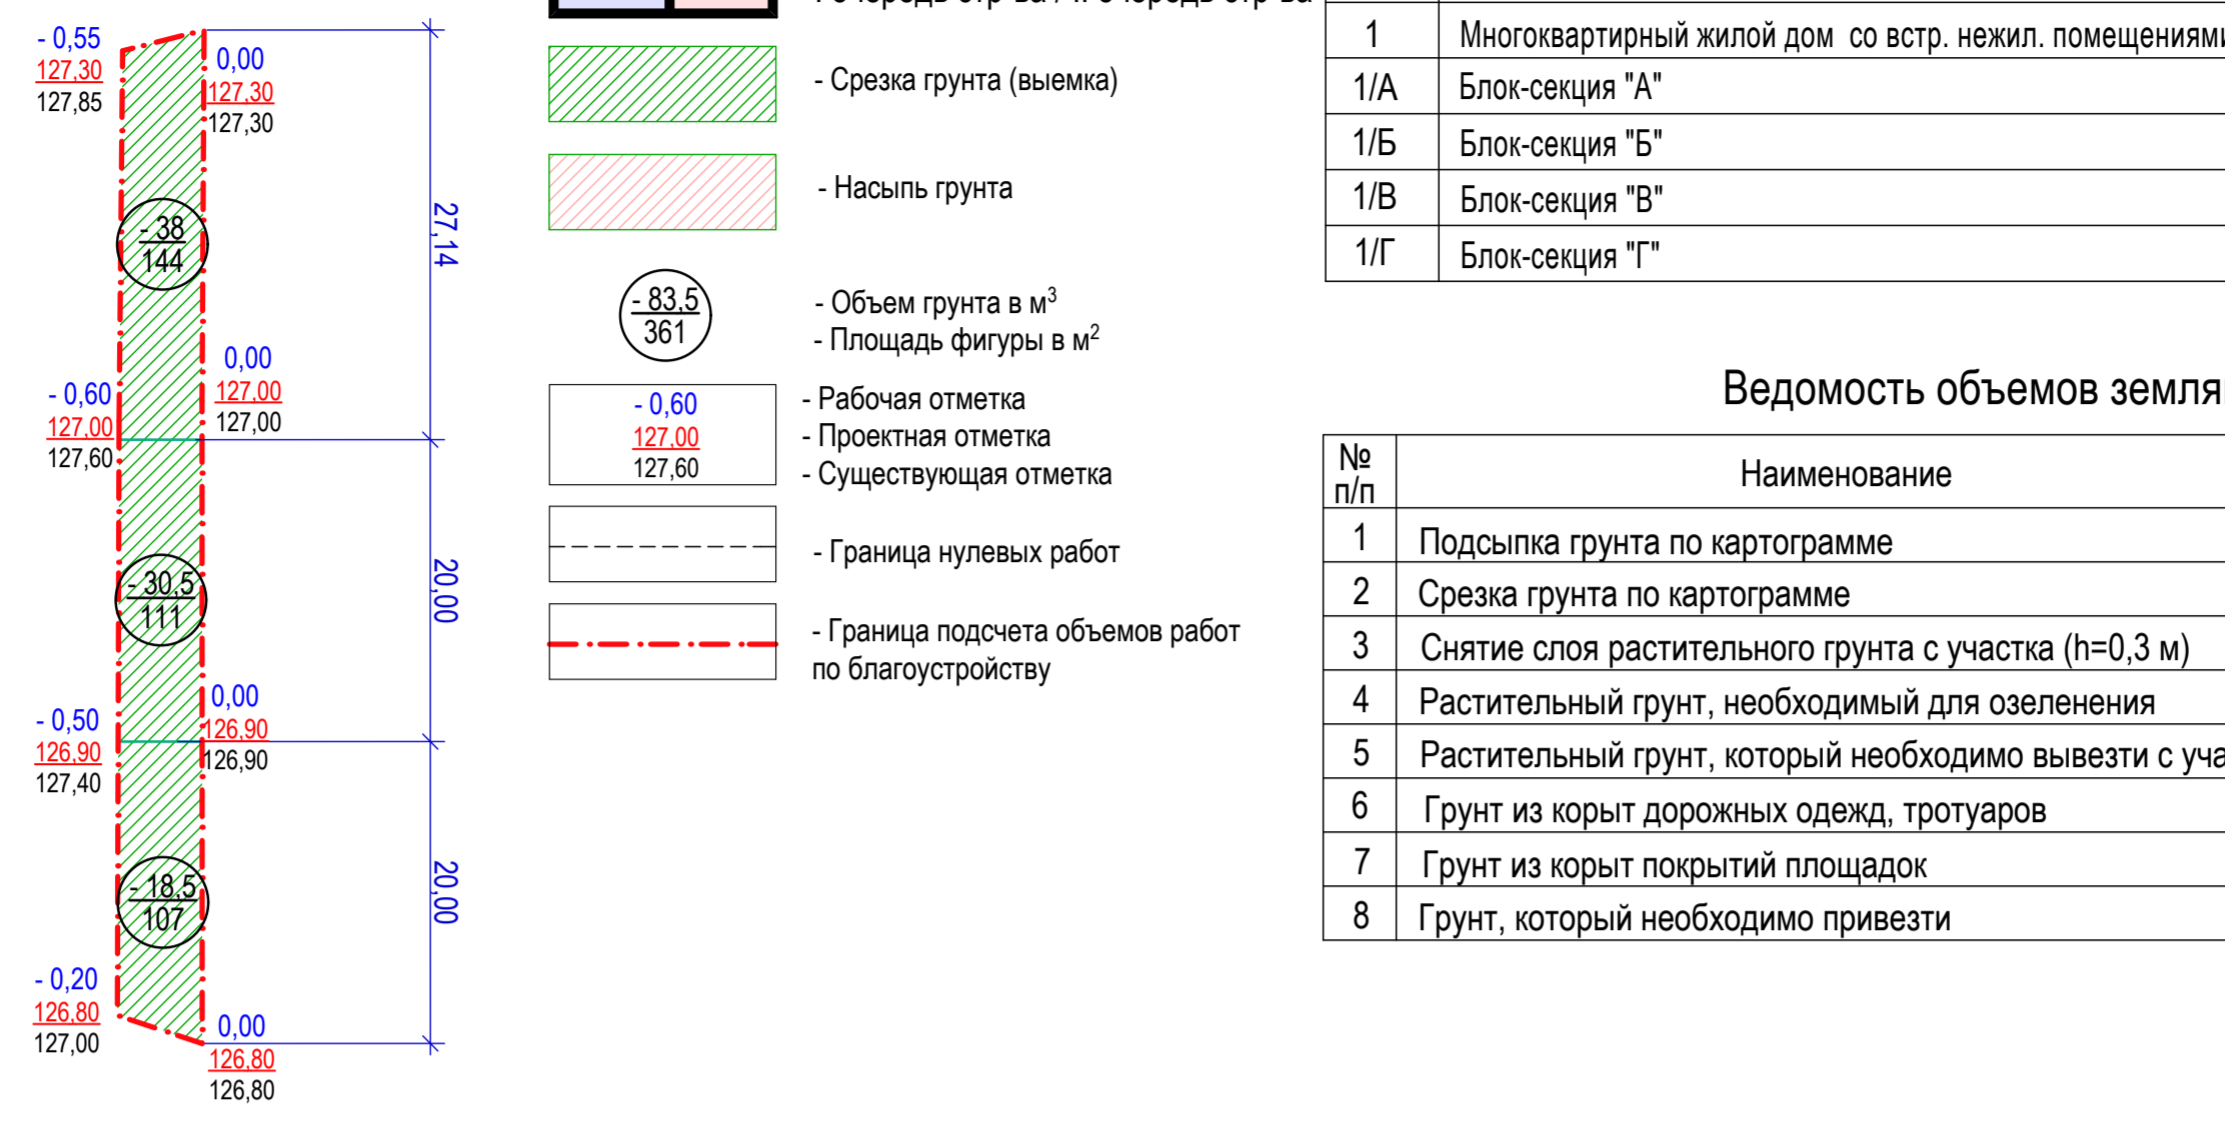 - 0,55
127,30
127,85
0,00
127,30
127,30
- 38
144
27,14
0,00
127,00
127,00
- 0,60
127,00
127,60
- 30,5
111
20,00
0,00
126,90
126,90
- 0,50
126,90
127,40
- 18,5
107
20,00
- 0,20
126,80
127,00
0,00
126,80
126,80
- Срезка грунта (выемка)
- Насыпь грунта
- 83,5
361
- Объем грунта в м³
- Площадь фигуры в м²
- 0,60
127,00
127,60
- Рабочая отметка
- Проектная отметка
- Существующая отметка
- Граница нулевых работ
- Граница подсчета объемов работ
по благоустройству
1 Многоквартирный жилой дом со встр. нежил. помещениями
1/А Блок-секция "А"
1/Б Блок-секция "Б"
1/В Блок-секция "В"
1/Г Блок-секция "Г"
Ведомость объемов земля
№
п/п
Наименование
1 Подсыпка грунта по картограмме
2 Срезка грунта по картограмме
3 Снятие слоя растительного грунта с участка (h=0,3 м)
4 Растительный грунт, необходимый для озеленения
5 Растительный грунт, который необходимо вывезти с уча
6 Грунт из корыт дорожных одежд, тротуаров
7 Грунт из корыт покрытий площадок
8 Грунт, который необходимо привезти